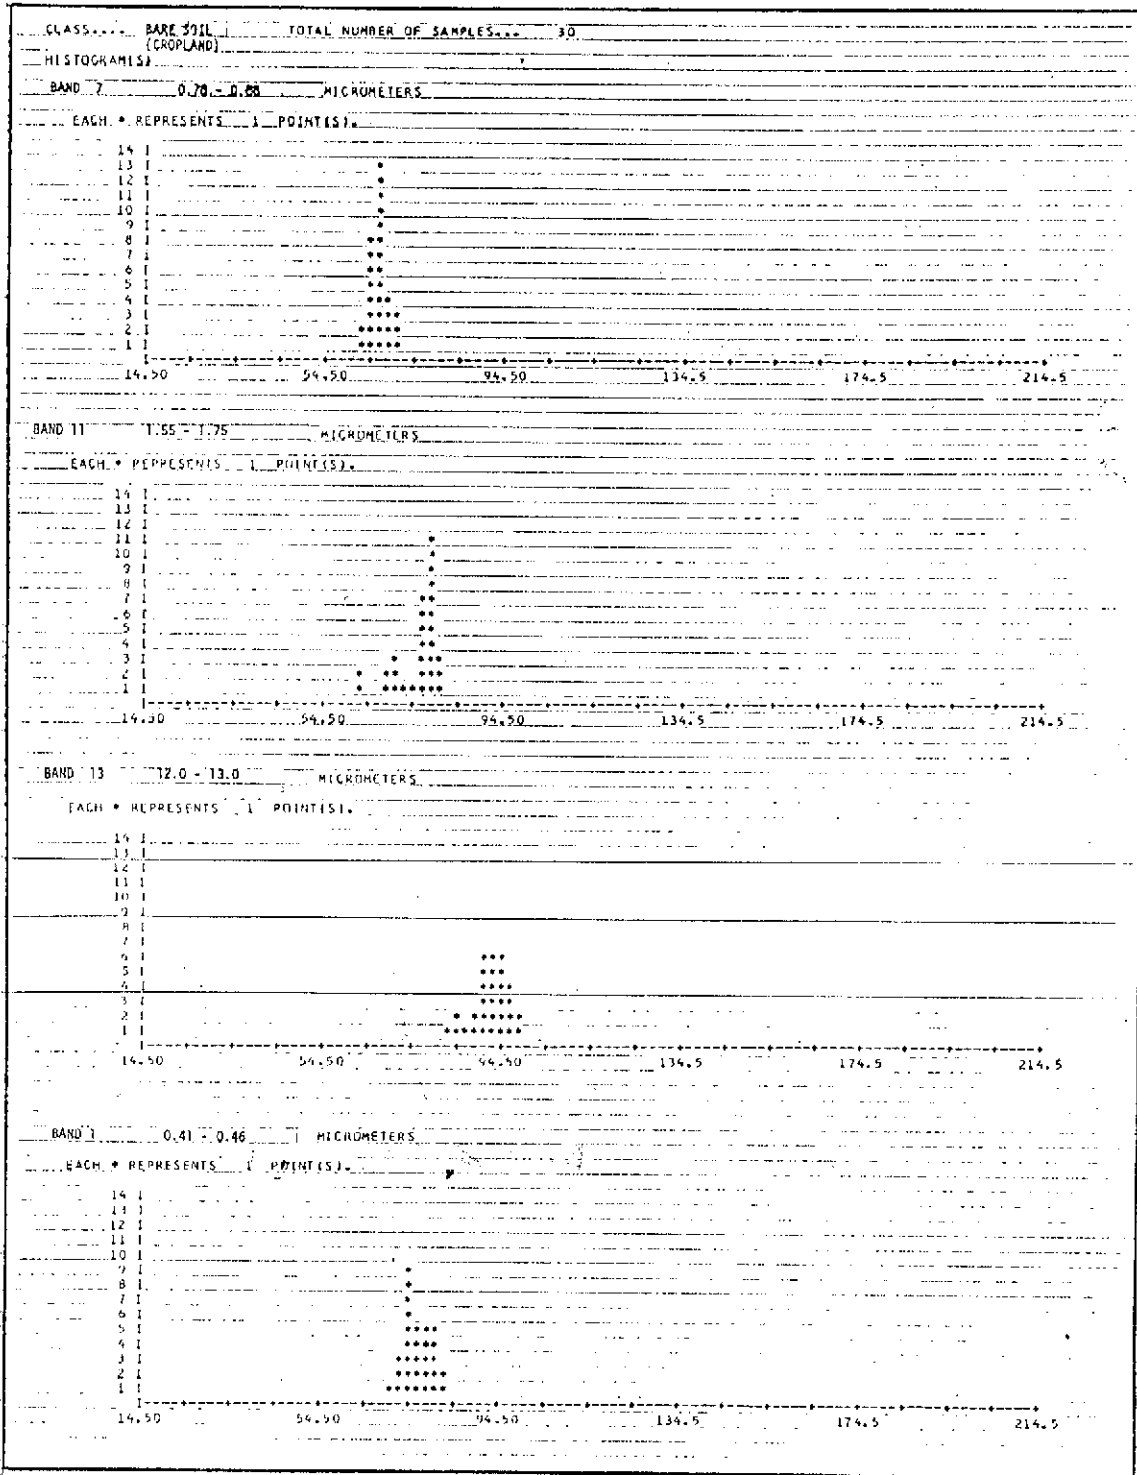 CLASS.... BARE SOIL TOTAL NUMBER OF SAMPLES... 30
(CROPLAND)
HISTOGRAM(S)
BAND 7 0.78 - 0.88 MICROMETERS
EACH * REPRESENTS 1 POINT(S).
14 I
13 I *
12 I *
11 I *
10 I *
9 I *
8 I **
7 I **
6 I **
5 I **
4 I ***
3 I ****
2 I *****
1 I *****
14.50 54.50 94.50 134.5 174.5 214.5
BAND 11 1.55 - 1.75 MICROMETERS
EACH * REPRESENTS 1 POINT(S).
14 I
13 I
12 I
11 I *
10 I *
9 I *
8 I *
7 I **
6 I **
5 I **
4 I **
3 I * ***
2 I * ** ***
1 I * *******
14.50 54.50 94.50 134.5 174.5 214.5
BAND 13 12.0 - 13.0 MICROMETERS
EACH * REPRESENTS 1 POINT(S).
14 I
13 I
12 I
11 I
10 I
9 I
8 I
7 I
6 I ***
5 I ***
4 I ****
3 I ****
2 I * ******
1 I *********
14.50 54.50 94.50 134.5 174.5 214.5
BAND 1 0.41 - 0.46 MICROMETERS
EACH * REPRESENTS 1 POINT(S).
14 I
13 I
12 I
11 I
10 I
9 I *
8 I *
7 I *
6 I *
5 I ****
4 I ****
3 I *****
2 I ******
1 I *******
14.50 54.50 94.50 134.5 174.5 214.5